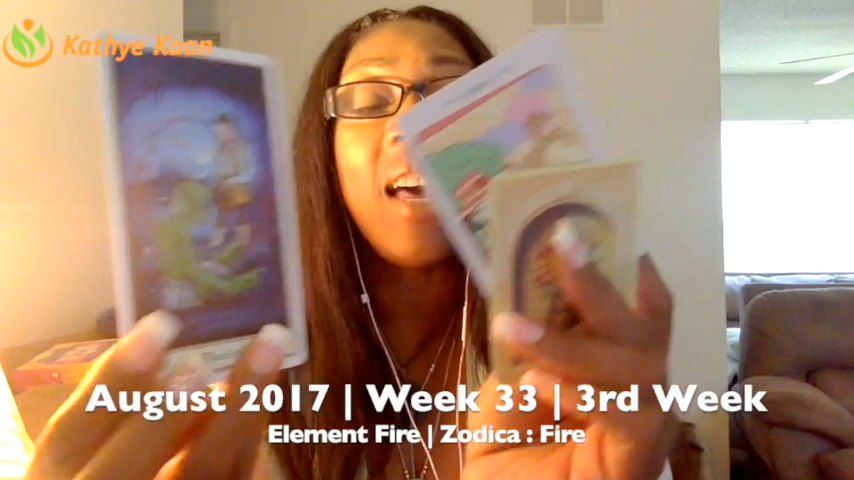 Kathye Kaan
August 2017 | Week 33 | 3rd Week
Element Fire| Zodica : Fire